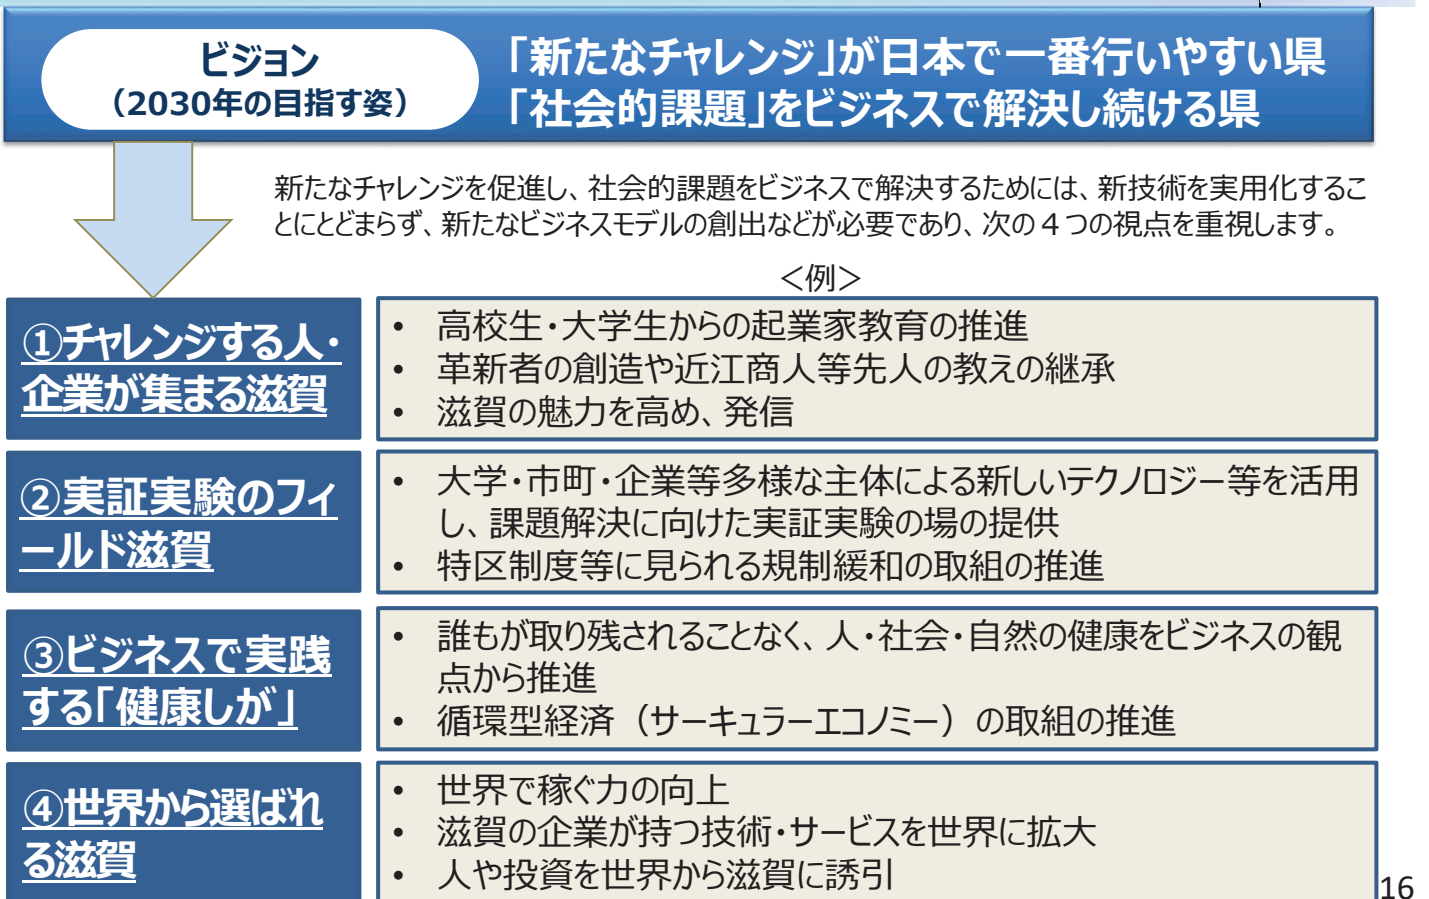 ビジョン
（2030年の目指す姿）
「新たなチャレンジ」が日本で一番行いやすい県
「社会的課題」をビジネスで解決し続ける県
新たなチャレンジを促進し、社会的課題をビジネスで解決するためには、新技術を実用化するこ
とにとどまらず、新たなビジネスモデルの創出などが必要であり、次の４つの視点を重視します。
＜例＞
①チャレンジする人・
企業が集まる滋賀
• 高校生・大学生からの起業家教育の推進
• 革新者の創造や近江商人等先人の教えの継承
• 滋賀の魅力を高め、発信
②実証実験のフィ
ールド滋賀
• 大学・市町・企業等多様な主体による新しいテクノロジー等を活用
し、課題解決に向けた実証実験の場の提供
• 特区制度等に見られる規制緩和の取組の推進
③ビジネスで実践
する「健康しが」
• 誰もが取り残されることなく、人・社会・自然の健康をビジネスの観
点から推進
• 循環型経済（サーキュラーエコノミー）の取組の推進
④世界から選ばれ
る滋賀
• 世界で稼ぐ力の向上
• 滋賀の企業が持つ技術・サービスを世界に拡大
• 人や投資を世界から滋賀に誘引
16